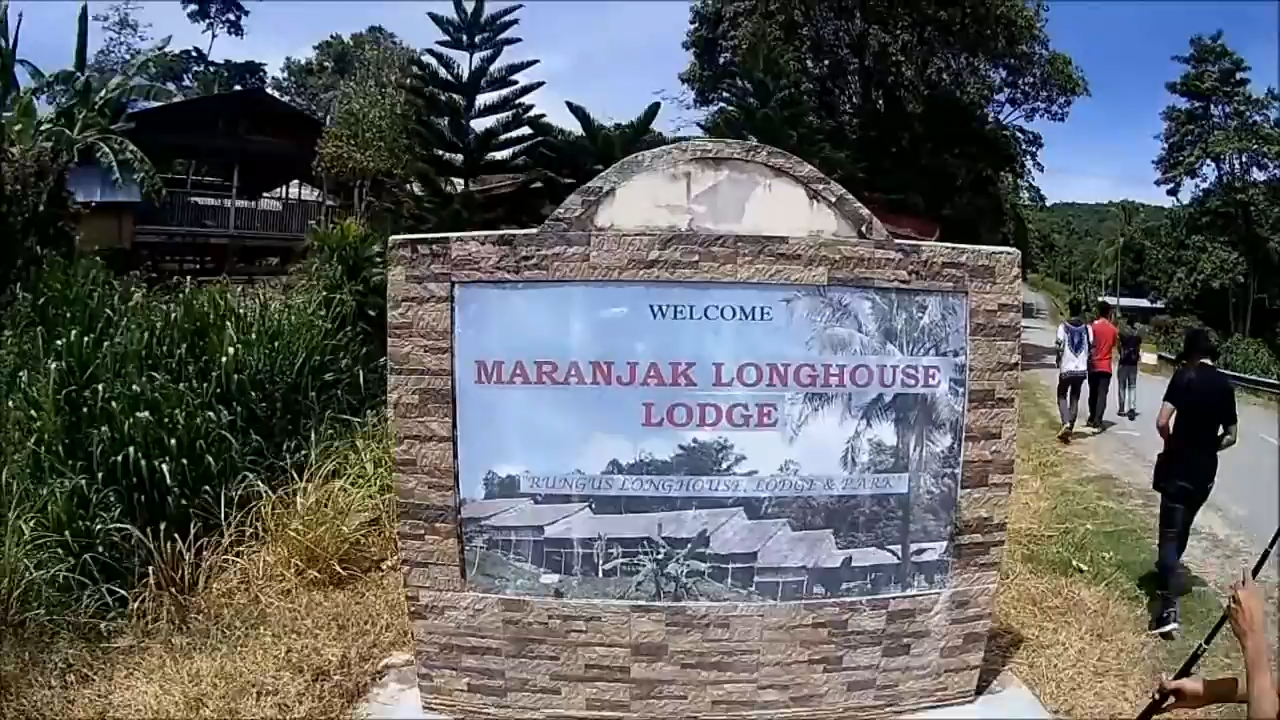 WELCOME
MARANJAK LONGHOUSE
LODGE
"RUNGUS LONGHOUSE, LODGE & PARK"